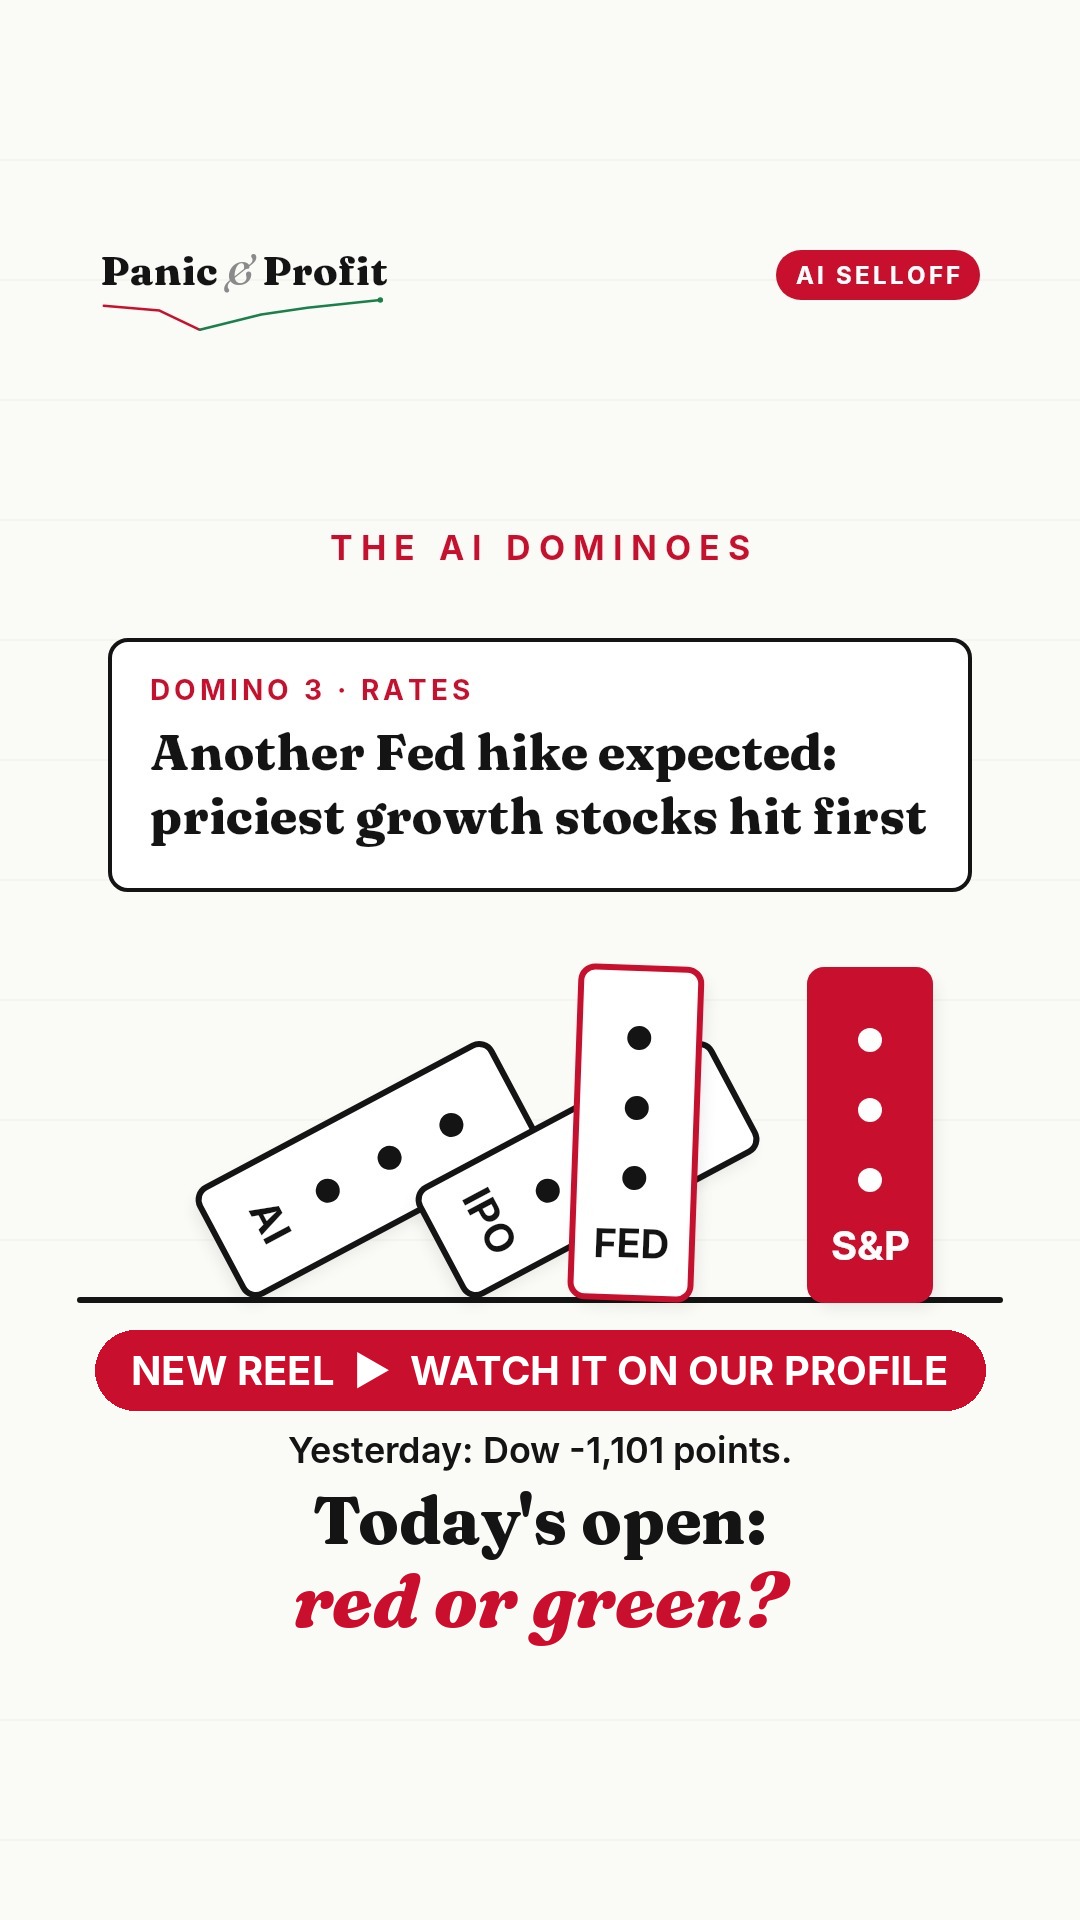 Panic & Profit
AI SELLOFF
THE AI DOMINOES
DOMINO 3 · RATES
Another Fed hike expected:
priciest growth stocks hit first
AI
IPO
FED
S&P
NEW REEL ▶ WATCH IT ON OUR PROFILE
Yesterday: Dow -1,101 points.
Today's open:
red or green?